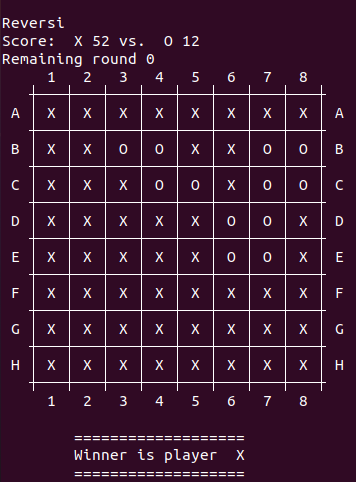 Reversi
Score:  X 52 vs.  O 12
Remaining round 0
1 2 3 4 5 6 7 8
A X X X X X X X X A
B X X O O X X O O B
C X X X O O X O O C
D X X X X X O O X D
E X X X X X O O X E
F X X X X X X X X F
G X X X X X X X X G
H X X X X X X X X H
1 2 3 4 5 6 7 8
===================
Winner is player  X
===================